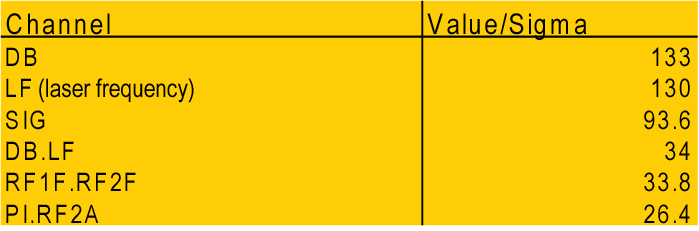 Channel Value/Sigma
DB 133
LF (laser frequency) 130
SIG 93.6
DB.LF 34
RF1F.RF2F 33.8
PI.RF2A 26.4